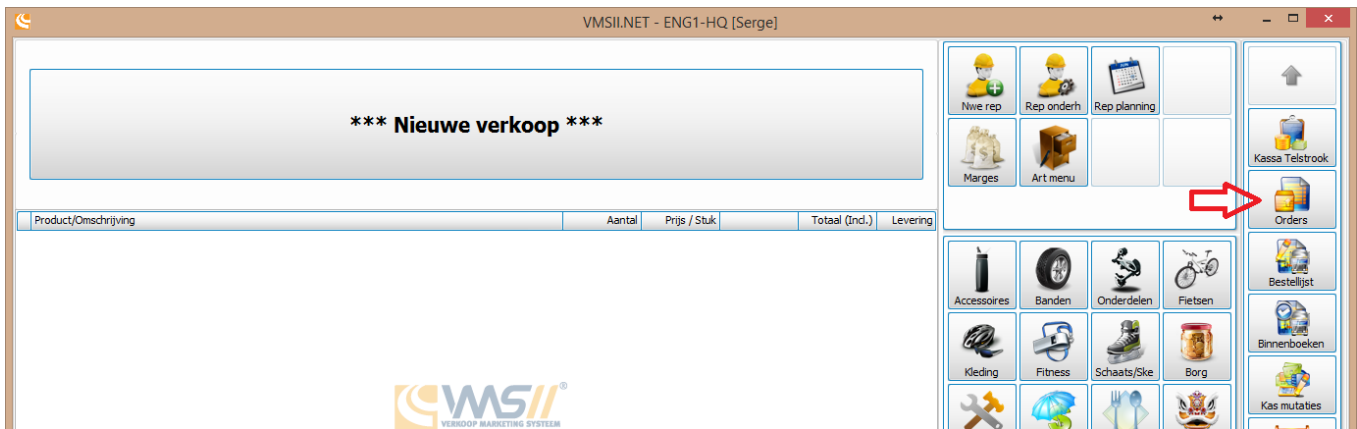 VMSII.NET - ENG1-HQ [Serge]
*** Nieuwe verkoop ***
Nwe rep
Rep onderh
Rep planning
Marges
Art menu
Kassa Telstrook
Orders
Product/Omschrijving Aantal Prijs / Stuk Totaal (Incl.) Levering
Bestellijst
Accessoires
Banden
Onderdelen
Fietsen
Binnenboeken
Kleding
Fitness
Schaats/Ske
Borg
Kas mutaties
VMSII®
VERKOOP MARKETING SYSTEEM